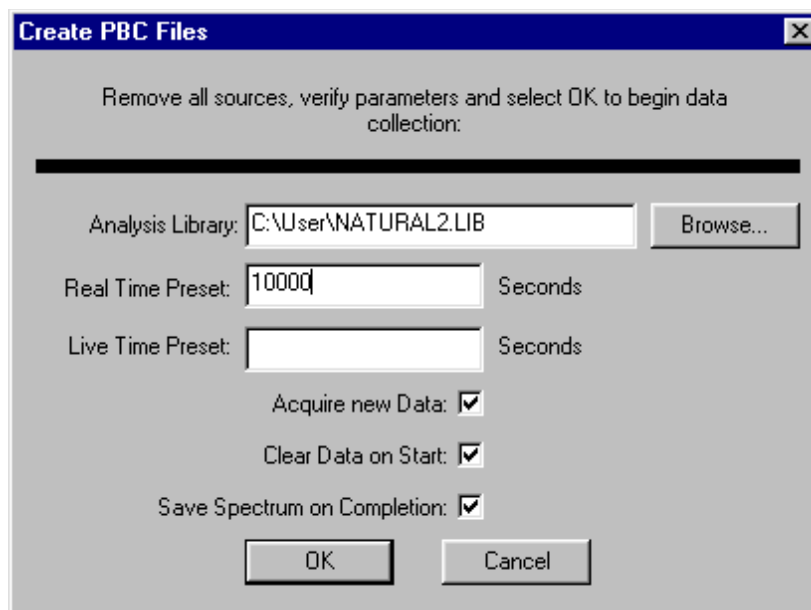 Create PBC Files
Remove all sources, verify parameters and select OK to begin data
collection:
Analysis Library: C:\User\NATURAL2.LIB Browse...
Real Time Preset: 10000 Seconds
Live Time Preset: Seconds
Acquire new Data:
Clear Data on Start:
Save Spectrum on Completion:
OK Cancel